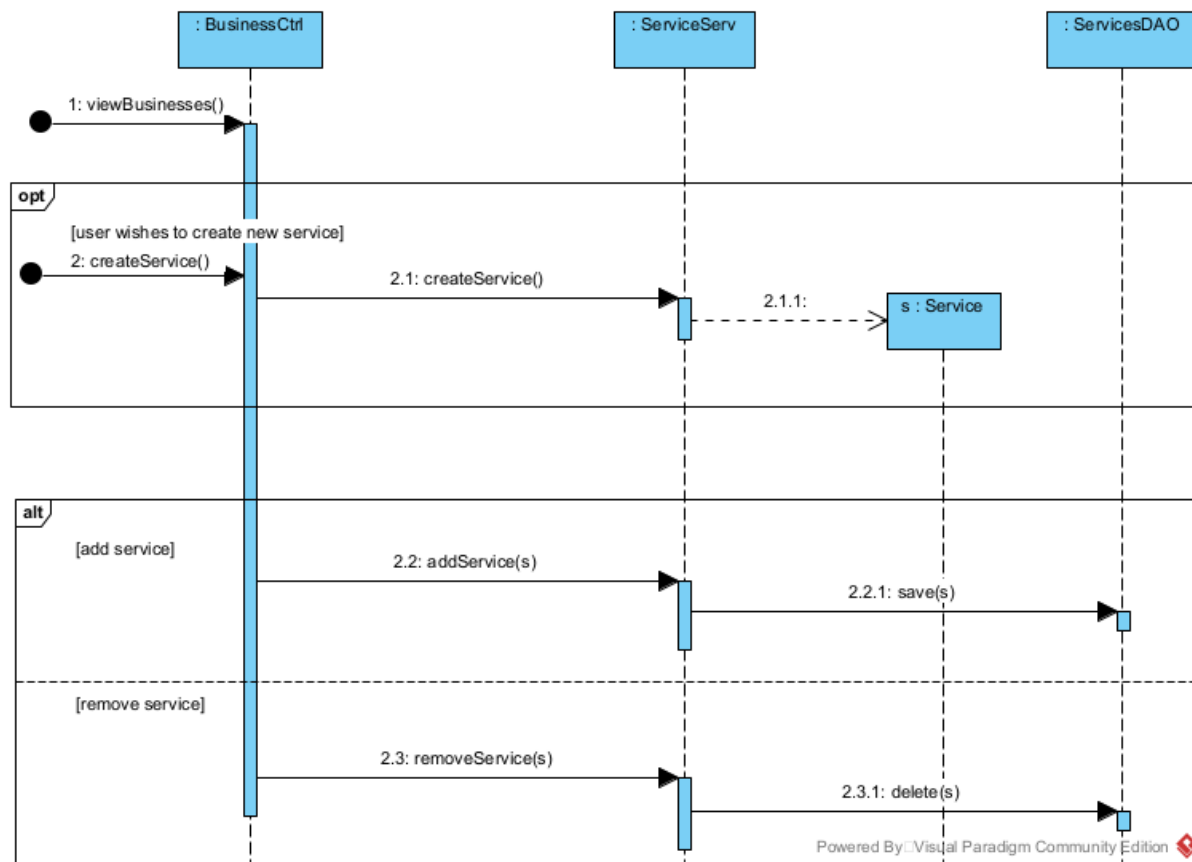 : BusinessCtrl
: ServiceServ
: ServicesDAO
1: viewBusinesses()
opt
[user wishes to create new service]
2: createService()
2.1: createService()
2.1.1:
s : Service
alt
[add service]
2.2: addService(s)
2.2.1: save(s)
[remove service]
2.3: removeService(s)
2.3.1: delete(s)
Powered By Visual Paradigm Community Edition